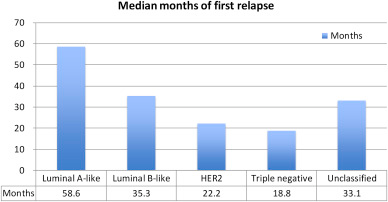 Median months of first relapse
70
60
50
40
30
20
10
0
Months
Luminal A-like Luminal B-like HER2 Triple negative Unclassified
Months 58.6 35.3 22.2 18.8 33.1